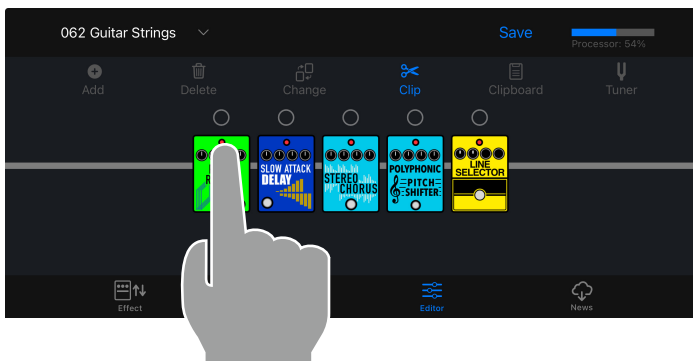 062 Guitar Strings
Save
Processor: 54%
Add
Delete
Change
Clip
Clipboard
Tuner
SLOW ATTACK
DELAY
STEREO
CHORUS
POLYPHONIC
PITCH
SHIFTER
LINE
SELECTOR
Effect
Editor
News